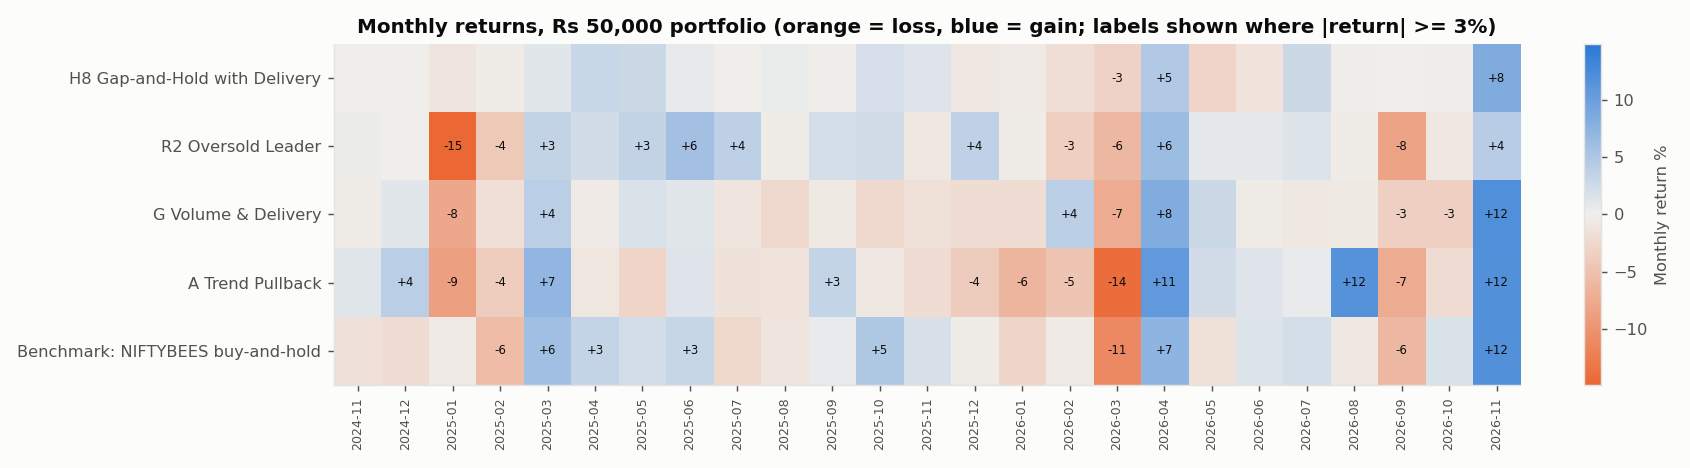 Monthly returns, Rs 50,000 portfolio (orange = loss, blue = gain; labels shown where |return| >= 3%)
H8 Gap-and-Hold with Delivery -3 +5 +8
R2 Oversold Leader -15 -4 +3 +3 +6 +4 +4 -3 -6 +6 -8 +4
G Volume & Delivery -8 +4 +4 -7 +8 -3 -3 +12
A Trend Pullback +4 -9 -4 +7 +3 -4 -6 -5 -14 +11 +12 -7 +12
Benchmark: NIFTYBEES buy-and-hold -6 +6 +3 +3 +5 -11 +7 -6 +12
2024-11 2024-12 2025-01 2025-02 2025-03 2025-04 2025-05 2025-06 2025-07 2025-08 2025-09 2025-10 2025-11 2025-12 2026-01 2026-02 2026-03 2026-04 2026-05 2026-06 2026-07 2026-08 2026-09 2026-10 2026-11
10
5
0
−5
−10
Monthly return %